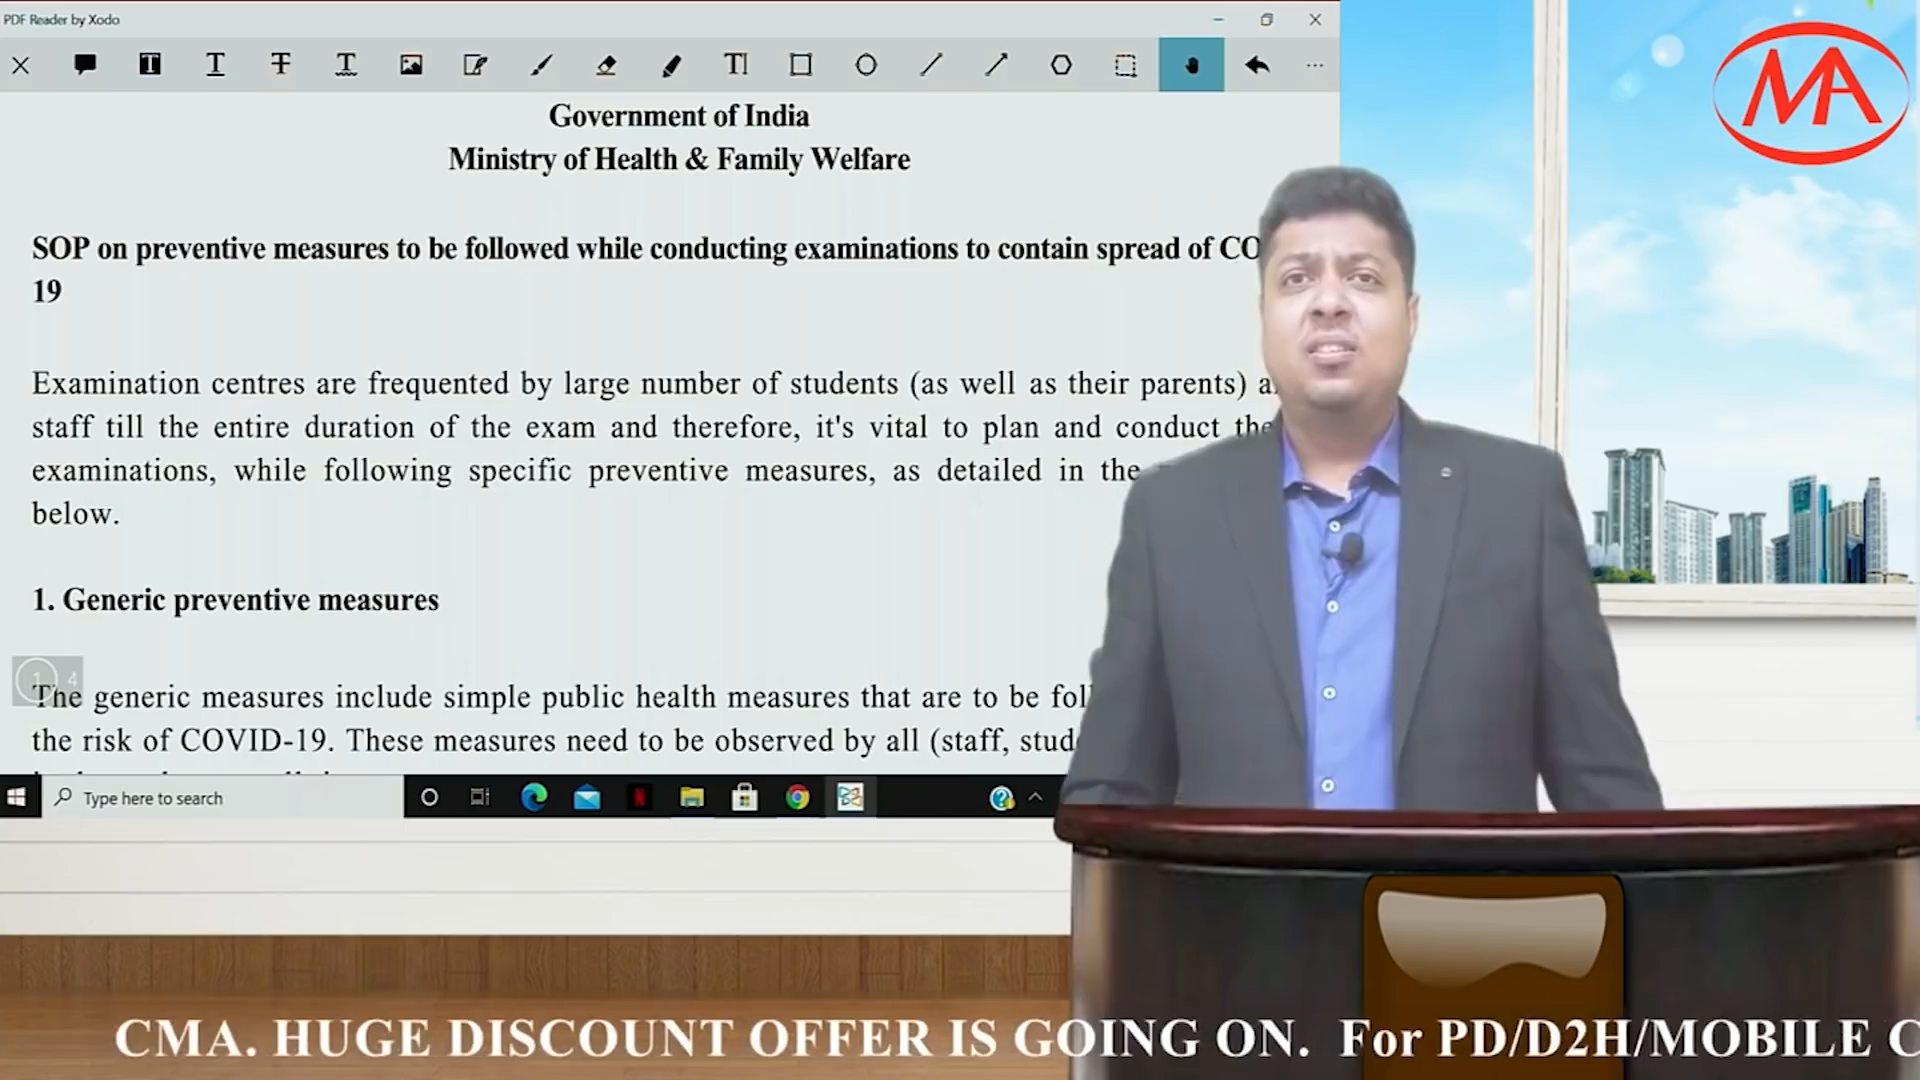 PDF Reader by Xodo
MA
Government of India
Ministry of Health & Family Welfare
SOP on preventive measures to be followed while conducting examinations to contain spread of CO
19
Examination centres are frequented by large number of students (as well as their parents)
staff till the entire duration of the exam and therefore, it's vital to plan and conduct the
examinations, while following specific preventive measures, as detailed in the
below.
1. Generic preventive measures
1 4
The generic measures include simple public health measures that are to be fol
the risk of COVID-19. These measures need to be observed by all (staff, stud
Type here to search
CMA. HUGE DISCOUNT OFFER IS GOING ON. For PD/D2H/MOBILE C